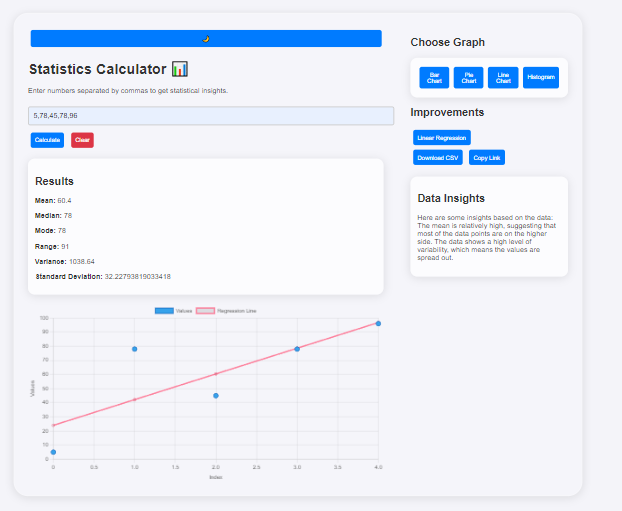 Statistics Calculator 📊
Enter numbers separated by commas to get statistical insights.
5,78,45,78,96
Calculate
Clear
Results
Mean: 60.4
Median: 78
Mode: 78
Range: 91
Variance: 1038.64
Standard Deviation: 32.22793819033418
Values
Regression Line
100
90
80
70
60
50
40
30
20
10
0
Values
0
0.5
1.0
1.5
2.0
2.5
3.0
3.5
4.0
Index
Choose Graph
Bar
Chart
Pie
Chart
Line
Chart
Histogram
Improvements
Linear Regression
Download CSV
Copy Link
Data Insights
Here are some insights based on the data:
The mean is relatively high, suggesting that
most of the data points are on the higher
side. The data shows a high level of
variability, which means the values are
spread out.